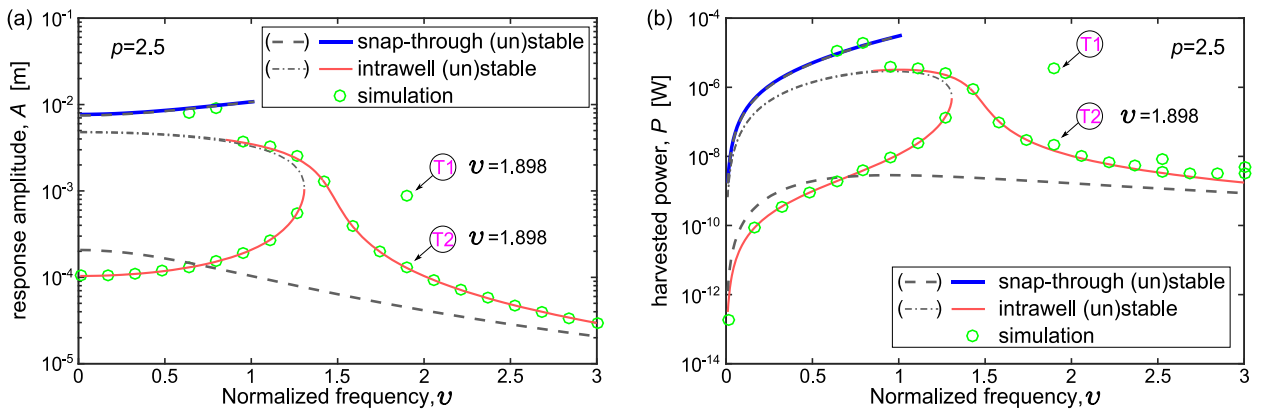 (a)
response amplitude, A [m]
10⁻¹
10⁻²
10⁻³
10⁻⁴
10⁻⁵
p=2.5
(---) snap-through (un)stable
(-·-·) intrawell (un)stable
simulation
T1 𝝊=1.898
T2 𝝊=1.898
0 0.5 1 1.5 2 2.5 3
Normalized frequency, 𝝊
(b)
harvested power, P [W]
10⁻⁴
10⁻⁶
10⁻⁸
10⁻¹⁰
10⁻¹²
10⁻¹⁴
T1
p=2.5
T2 𝝊=1.898
(---) snap-through (un)stable
(-·-·) intrawell (un)stable
simulation
0 0.5 1 1.5 2 2.5 3
Normalized frequency, 𝝊